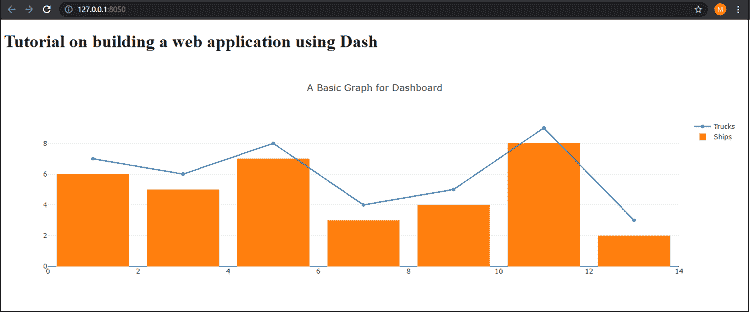 127.0.0.1:8050
M
Tutorial on building a web application using Dash
A Basic Graph for Dashboard
Trucks
Ships
8
6
4
2
0
0
2
4
6
8
10
12
14